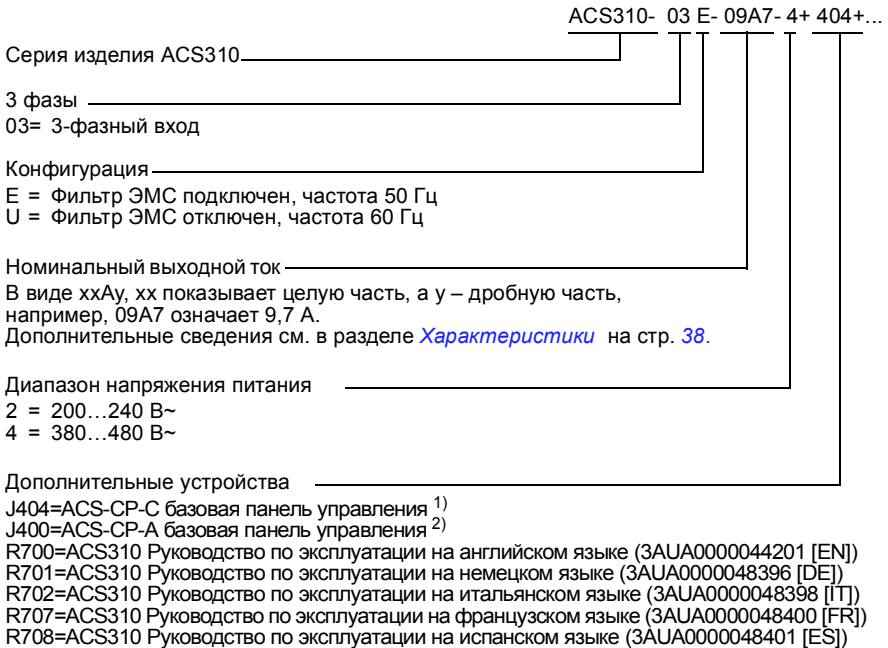 ACS310- 03 E- 09A7- 4+ 404+...
Серия изделия ACS310
3 фазы
03= 3-фазный вход
Конфигурация
E = Фильтр ЭМС подключен, частота 50 Гц
U = Фильтр ЭМС отключен, частота 60 Гц
Номинальный выходной ток
В виде xxAy, xx показывает целую часть, а y – дробную часть,
например, 09A7 означает 9,7 A.
Дополнительные сведения см. в разделе Характеристики на стр. 38.
Диапазон напряжения питания
2 = 200…240 В~
4 = 380…480 В~
Дополнительные устройства
J404=ACS-CP-C базовая панель управления 1)
J400=ACS-CP-A базовая панель управления 2)
R700=ACS310 Руководство по эксплуатации на английском языке (3AUA0000044201 [EN])
R701=ACS310 Руководство по эксплуатации на немецком языке (3AUA0000048396 [DE])
R702=ACS310 Руководство по эксплуатации на итальянском языке (3AUA0000048398 [IT])
R707=ACS310 Руководство по эксплуатации на французском языке (3AUA0000048400 [FR])
R708=ACS310 Руководство по эксплуатации на испанском языке (3AUA0000048401 [ES])